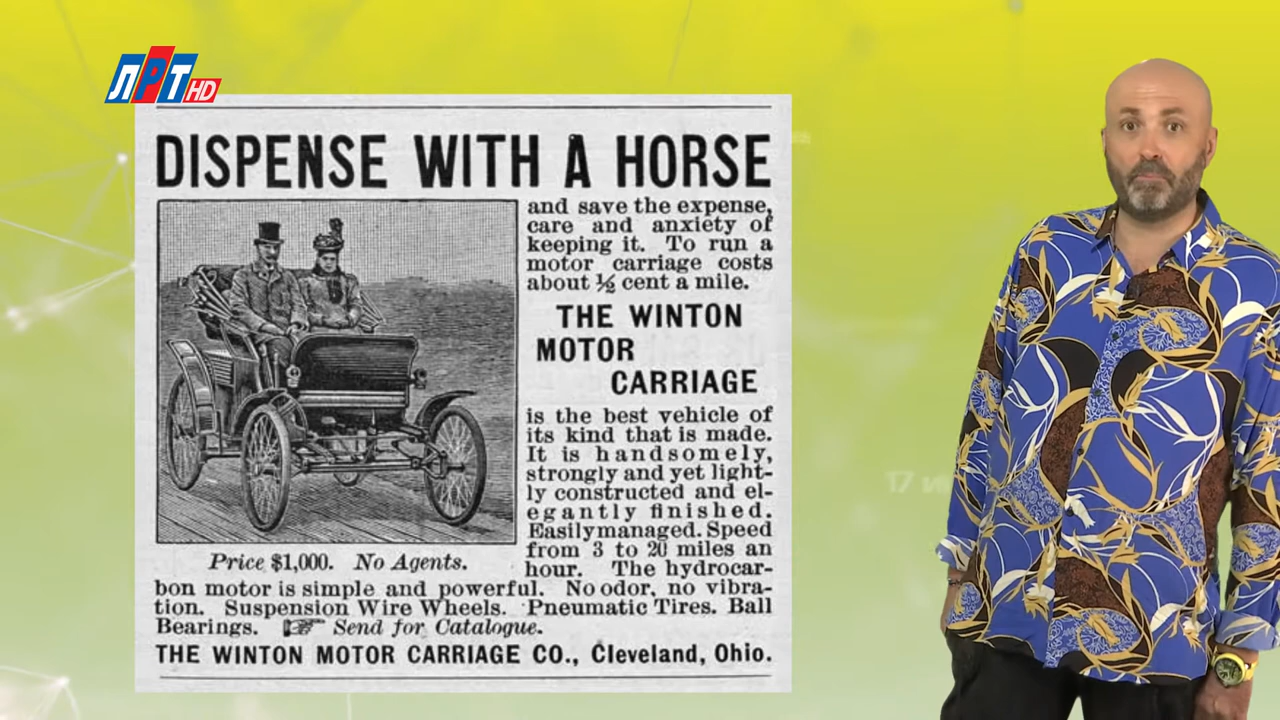 ЛРТ HD
DISPENSE WITH A HORSE
and save the expense,
care and anxiety of
keeping it. To run a
motor carriage costs
about ½ cent a mile.
THE WINTON
MOTOR
CARRIAGE
is the best vehicle of
its kind that is made.
It is handsomely,
strongly and yet light-
ly constructed and el-
egantly finished.
Easily managed. Speed
from 3 to 20 miles an
hour. The hydrocar-
Price $1,000. No Agents.
bon motor is simple and powerful. No odor, no vibra-
tion. Suspension Wire Wheels. Pneumatic Tires. Ball
Bearings. ☞ Send for Catalogue.
THE WINTON MOTOR CARRIAGE CO., Cleveland, Ohio.